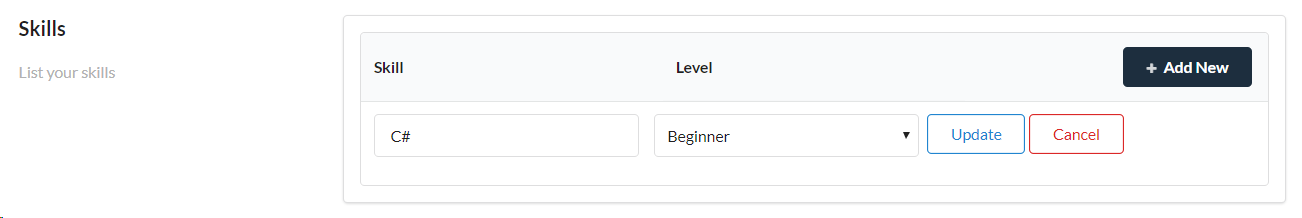 Skills
List your skills
Skill Level + Add New
C# Beginner Update Cancel